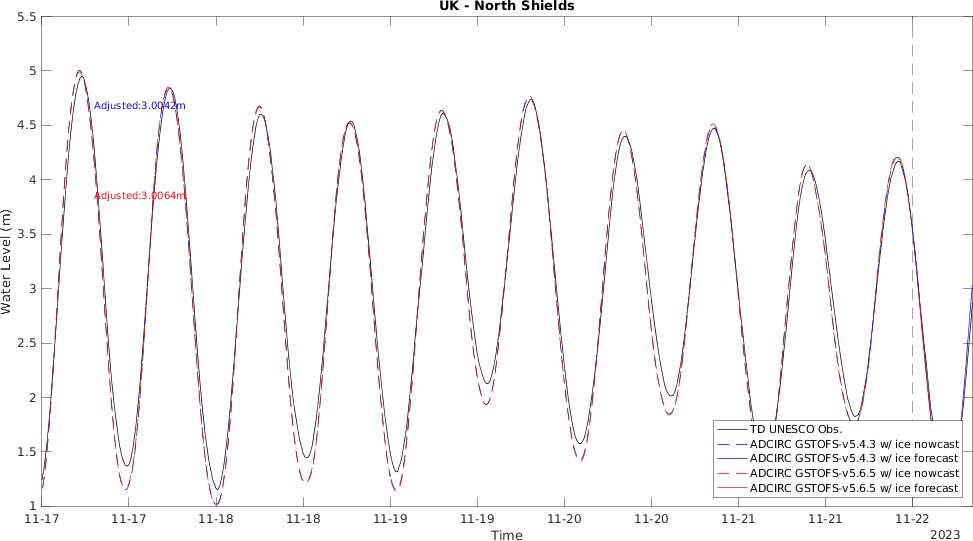 UK - North Shields
5.5
5
4.5
4
3.5
3
2.5
2
1.5
1
Water Level (m)
Adjusted:3.0042m
Adjusted:3.0064m
TD UNESCO Obs.
ADCIRC GSTOFS-v5.4.3 w/ ice nowcast
ADCIRC GSTOFS-v5.4.3 w/ ice forecast
ADCIRC GSTOFS-v5.6.5 w/ ice nowcast
ADCIRC GSTOFS-v5.6.5 w/ ice forecast
11-17 11-17 11-18 11-18 11-19 11-19 11-20 11-20 11-21 11-21 11-22
Time
2023